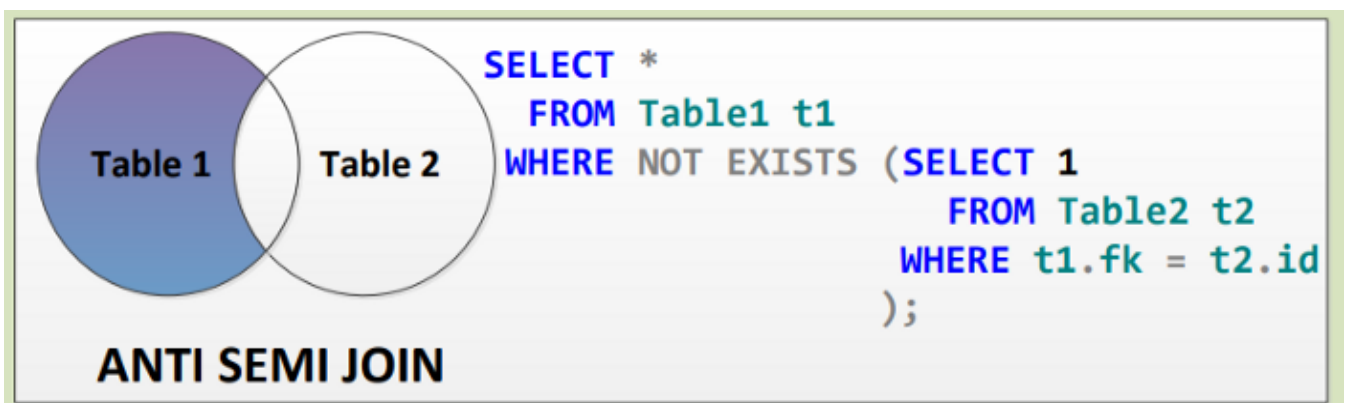 Table 1
Table 2
SELECT *
FROM Table1 t1
WHERE NOT EXISTS (SELECT 1
FROM Table2 t2
WHERE t1.fk = t2.id
);
ANTI SEMI JOIN